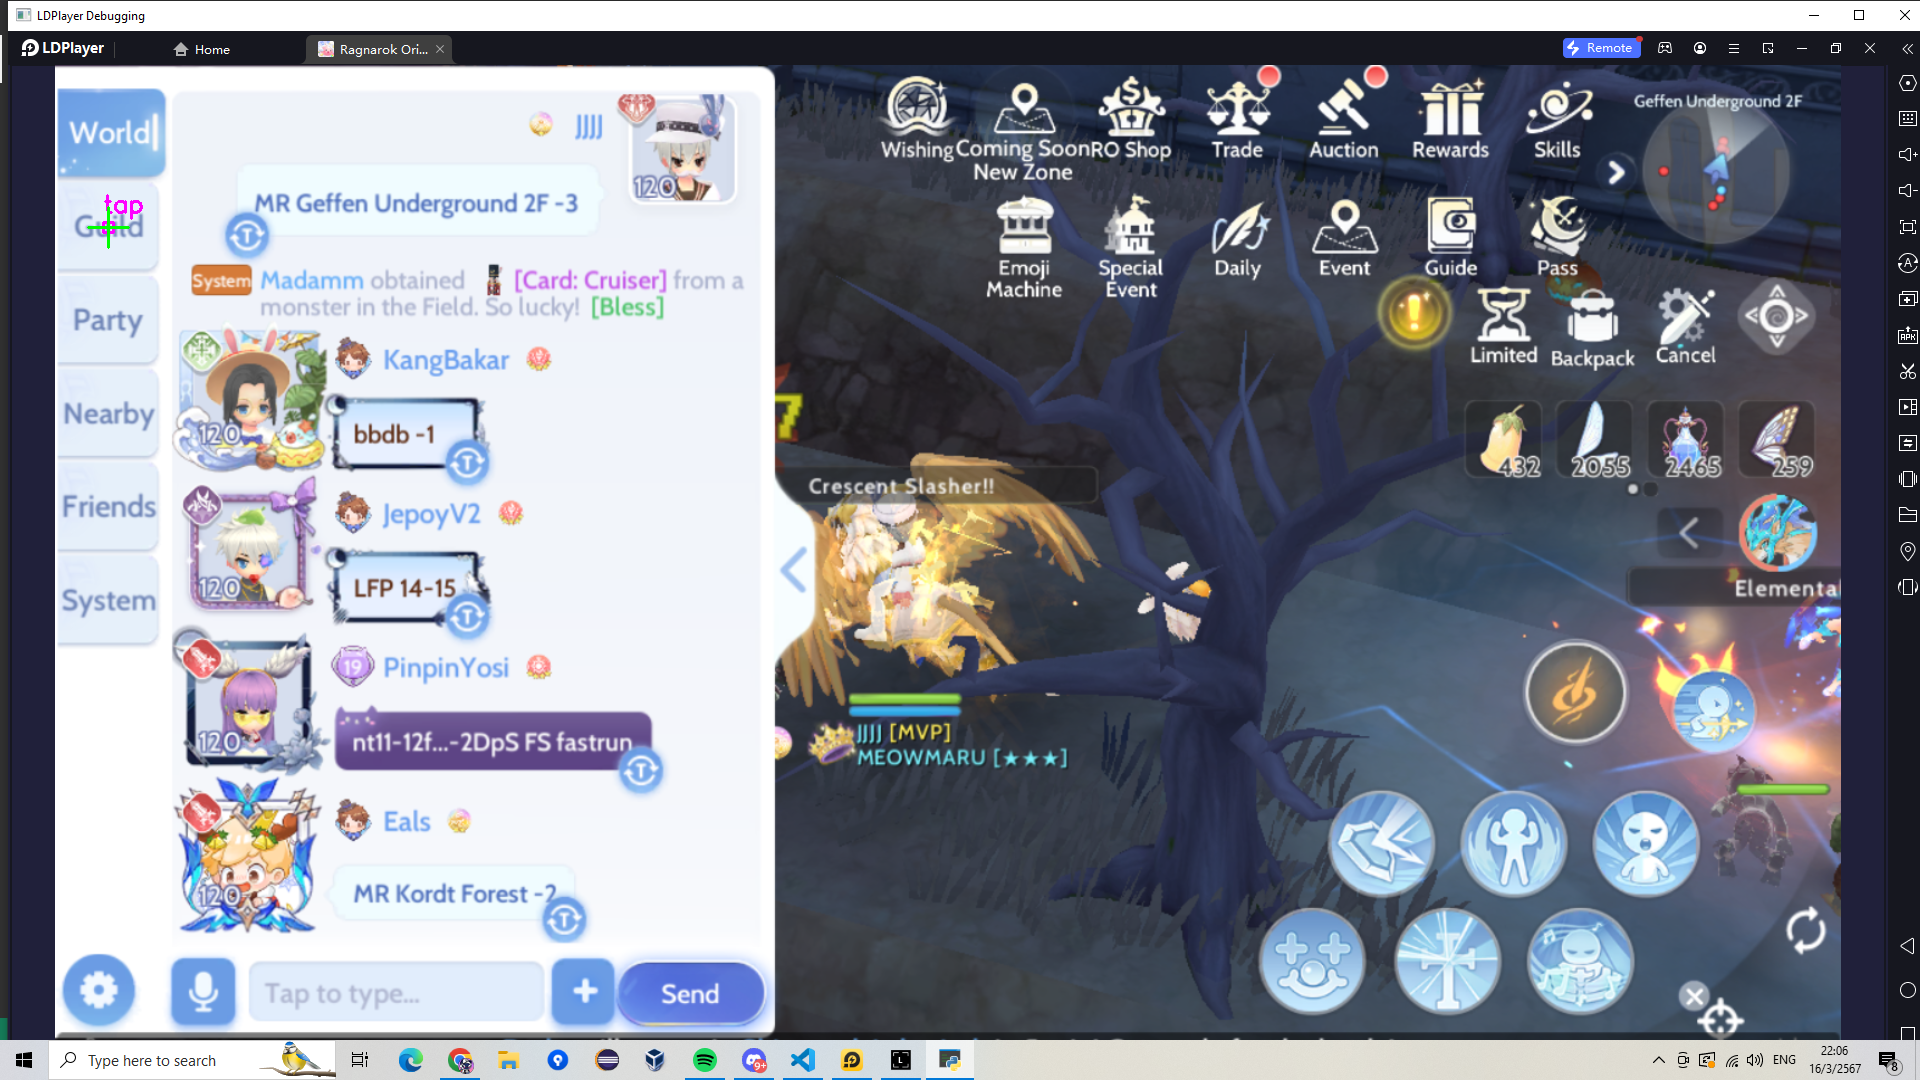 LDPlayer Debugging
LDPlayer
Home
Ragnarok Ori...
Remote
World
Guild
tap
Party
Nearby
Friends
System
JJJJ
120
MR Geffen Underground 2F -3
System Madamm obtained [Card: Cruiser] from a
monster in the Field. So lucky! [Bless]
KangBakar
120
bbdb -1
JepoyV2
120
LFP 14-15
19 PinpinYosi
120
nt11-12f...-2DpS FS fastrun
Eals
120
MR Kordt Forest -2
Tap to type...
Send
Wishing
Coming Soon
New Zone
RO Shop
Trade
Auction
Rewards
Skills
Geffen Underground 2F
Emoji
Machine
Special
Event
Daily
Event
Guide
Pass
Limited
Backpack
Cancel
432
2055
2465
259
7
Crescent Slasher!!
Elementa
JJJJ [MVP]
MEOWMARU [★★★]
APK
Type here to search
9+
ENG
22:06
16/3/2567
8